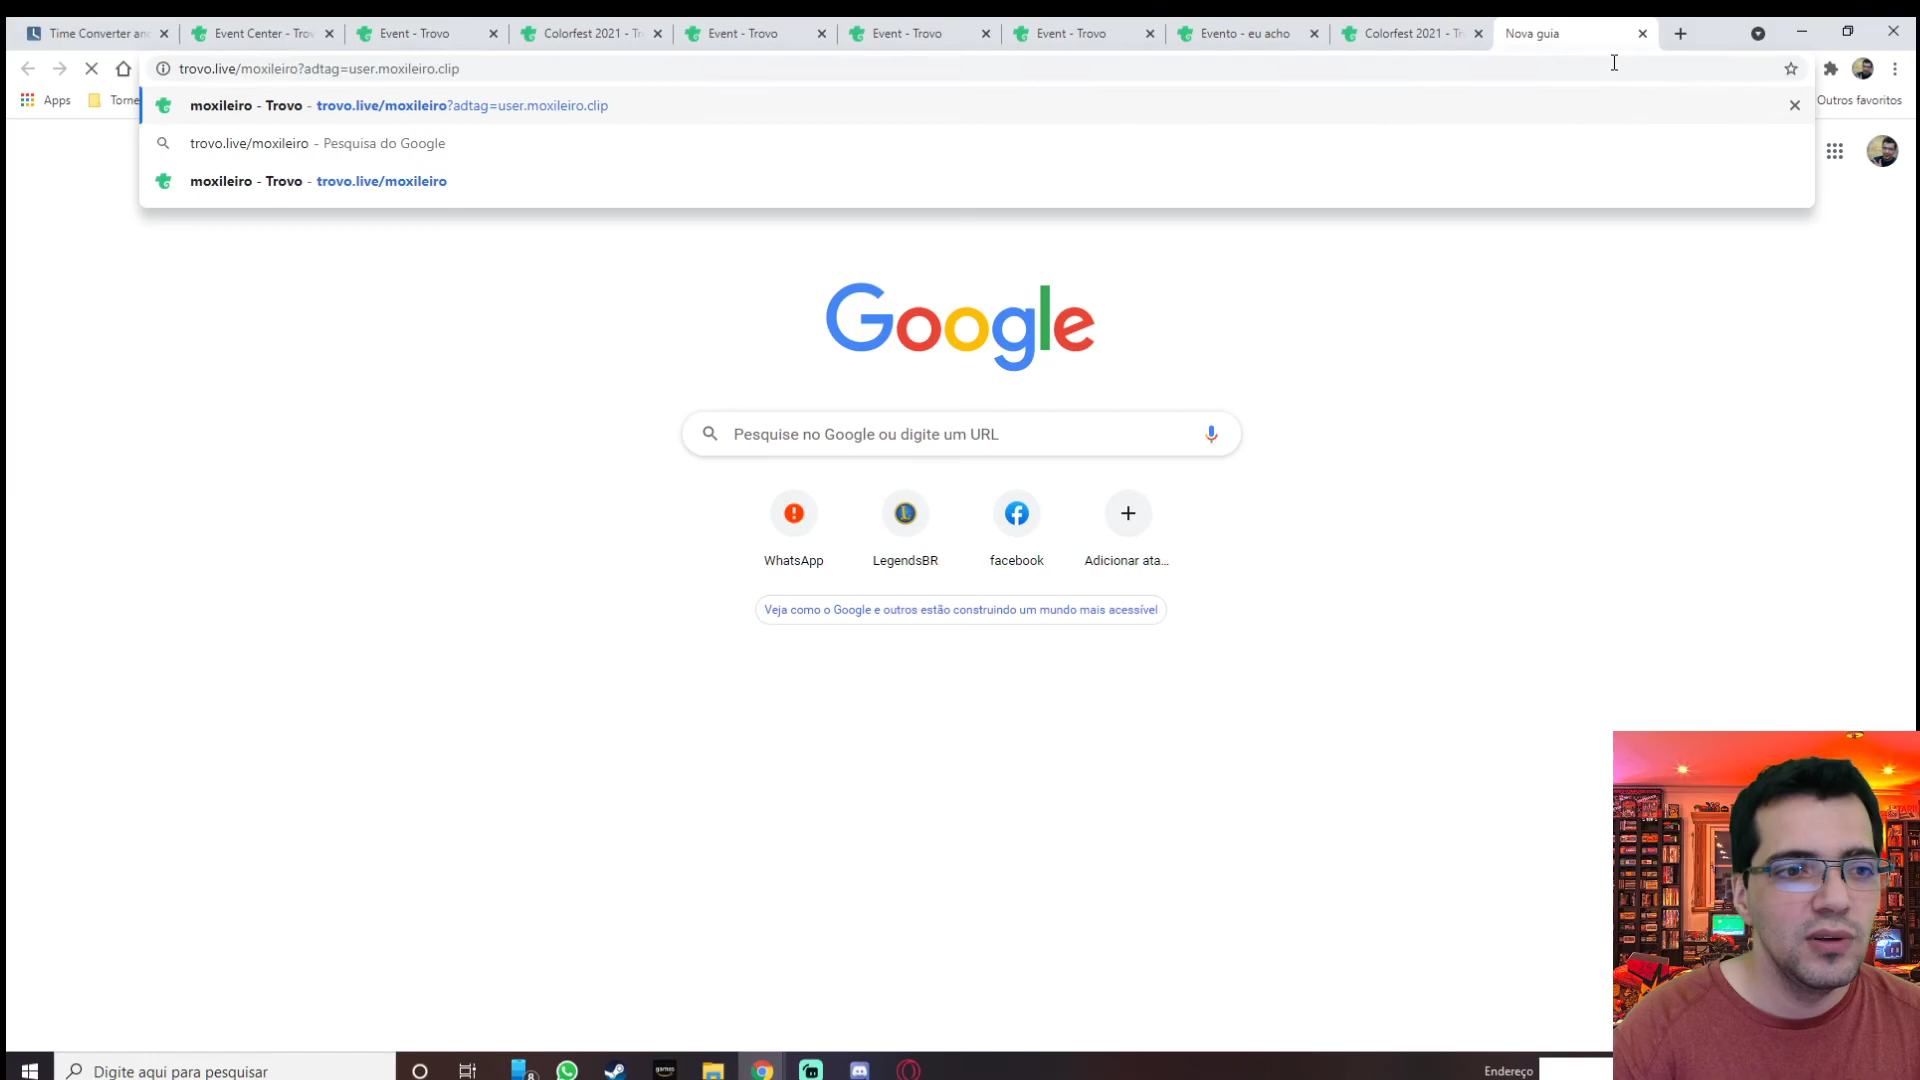 Time Converter an
Event Center - Trov
Event - Trovo
Colorfest 2021 - Tr
Event - Trovo
Event - Trovo
Event - Trovo
Evento - eu acho
Colorfest 2021 - Tr
Nova guia
trovo.live/moxileiro?adtag=user.moxileiro.clip
Apps
Torne
moxileiro - Trovo - trovo.live/moxileiro?adtag=user.moxileiro.clip
Outros favoritos
trovo.live/moxileiro - Pesquisa do Google
moxileiro - Trovo - trovo.live/moxileiro
Google
Pesquise no Google ou digite um URL
WhatsApp
LegendsBR
facebook
Adicionar ata...
Veja como o Google e outros estão construindo um mundo mais acessível
Digite aqui para pesquisar
8
games
Endereço